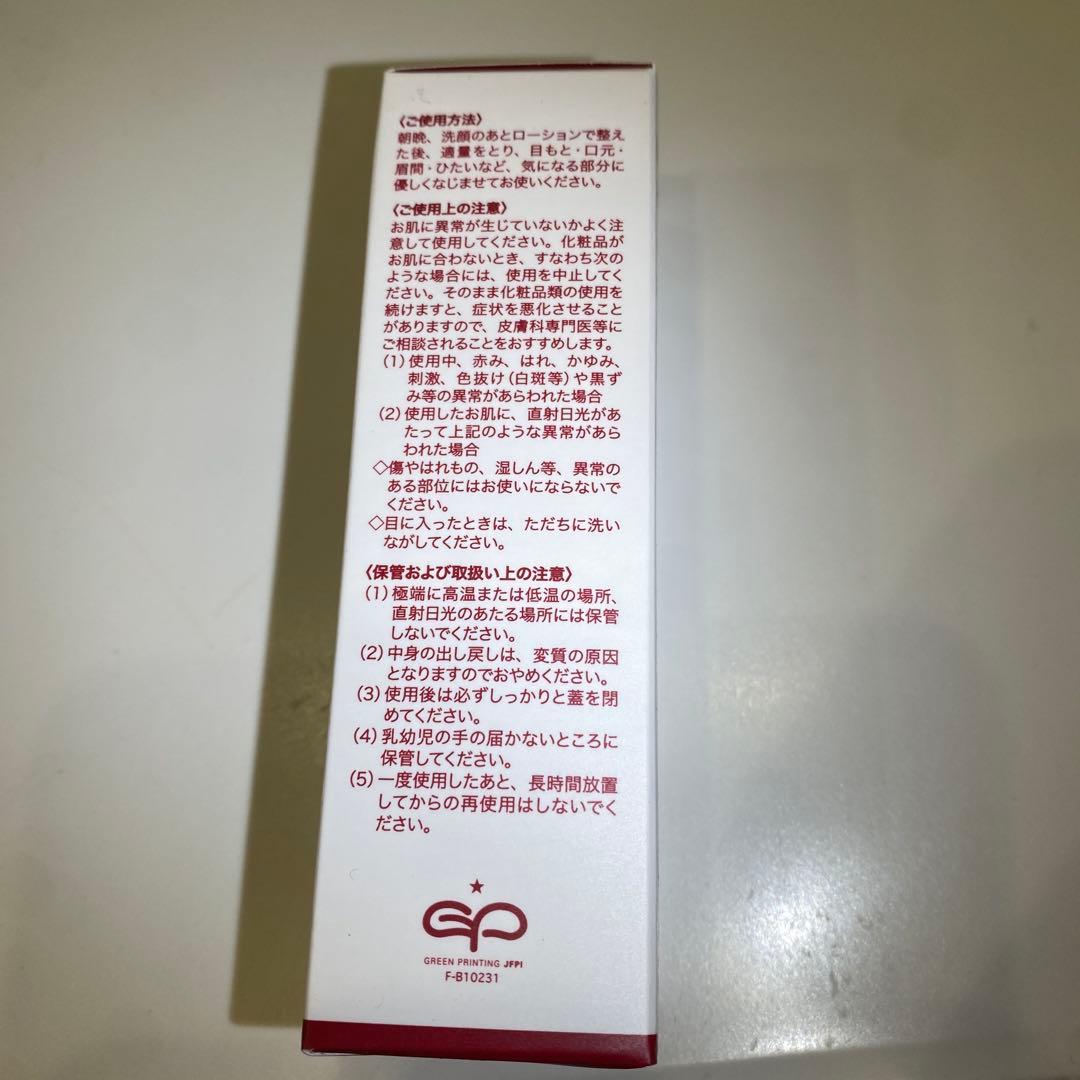 〈ご使用方法〉
朝晩、洗顔のあとローションで整え
た後、適量をとり、目もと・口元・
眉間・ひたいなど、気になる部分に
優しくなじませてお使いください。
〈ご使用上の注意〉
お肌に異常が生じていないかよく注
意して使用してください。化粧品が
お肌に合わないとき、すなわち次の
ような場合には、使用を中止してく
ださい。そのまま化粧品類の使用を
続けますと、症状を悪化させること
がありますので、皮膚科専門医等に
ご相談されることをおすすめします。
(1)使用中、赤み、はれ、かゆみ、
刺激、色抜け(白斑等)や黒ず
み等の異常があらわれた場合
(2)使用したお肌に、直射日光があ
たって上記のような異常があら
われた場合
◇傷やはれもの、湿しん等、異常の
ある部位にはお使いにならないで
ください。
◇目に入ったときは、ただちに洗い
ながしてください。
〈保管および取扱い上の注意〉
(1)極端に高温または低温の場所、
直射日光のあたる場所には保管
しないでください。
(2)中身の出し戻しは、変質の原因
となりますのでおやめください。
(3)使用後は必ずしっかりと蓋を閉
めてください。
(4)乳幼児の手の届かないところに
保管してください。
(5)一度使用したあと、長時間放置
してからの再使用はしないでく
ださい。
GP
GREEN PRINTING JFPI
F-B10231